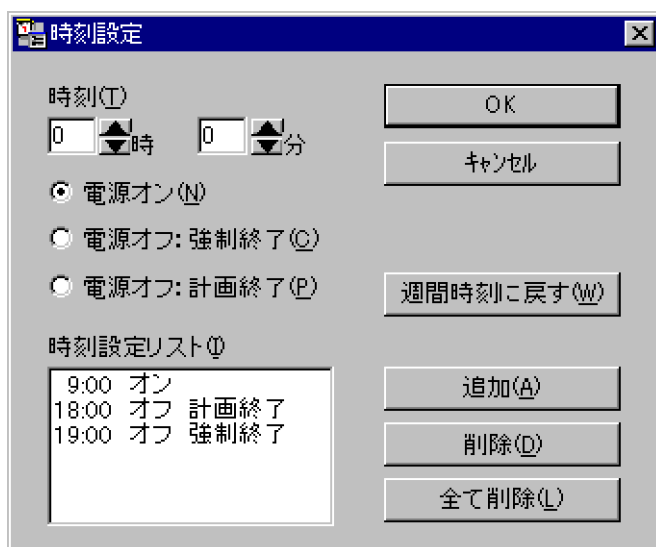 時刻設定
時刻(T)
0 時 0 分
電源オン(N)
電源オフ: 強制終了(C)
電源オフ: 計画終了(P)
時刻設定リスト(I)
9:00 オン
18:00 オフ 計画終了
19:00 オフ 強制終了
OK
キャンセル
週間時刻に戻す(W)
追加(A)
削除(D)
全て削除(L)